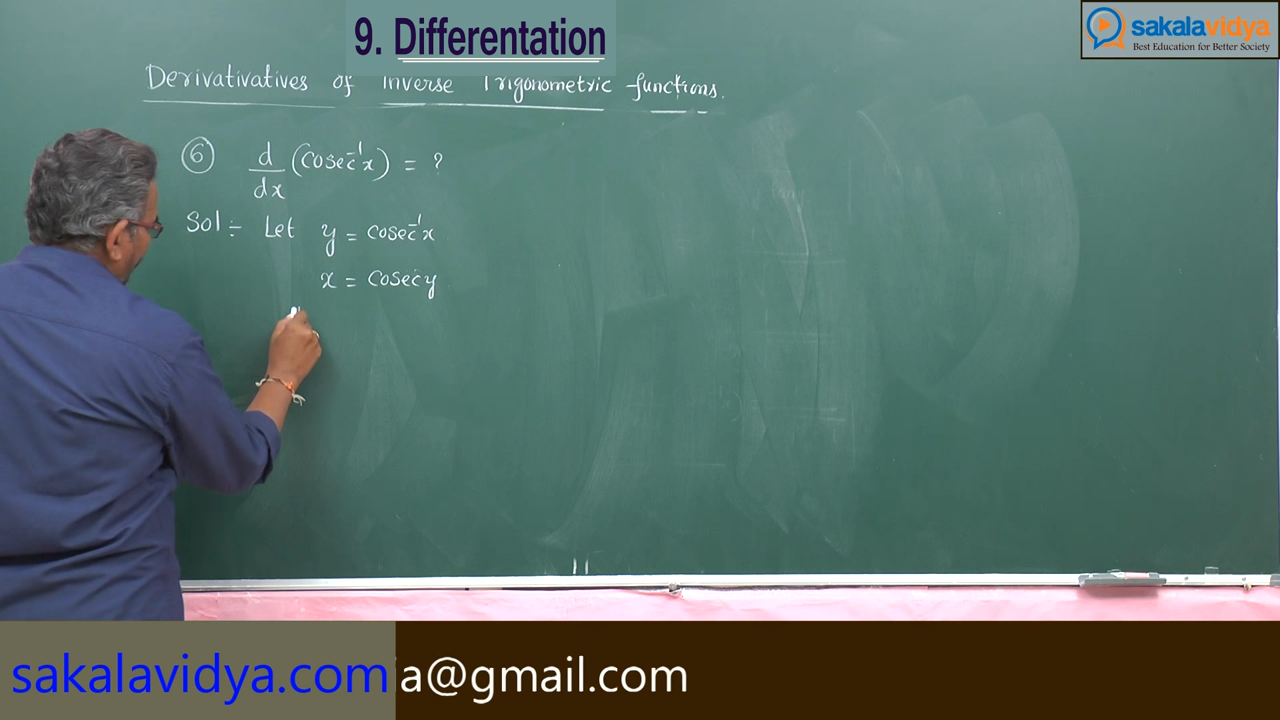 9. Differentation
sakalavidya
Best Education for Better Society
Derivativatives of Inverse Trigonometric functions.
⑥ d/dx (cosec⁻¹x) = ?
Sol:- Let y = cosec⁻¹x
x = cosec y
sakalavidya.com
a@gmail.com